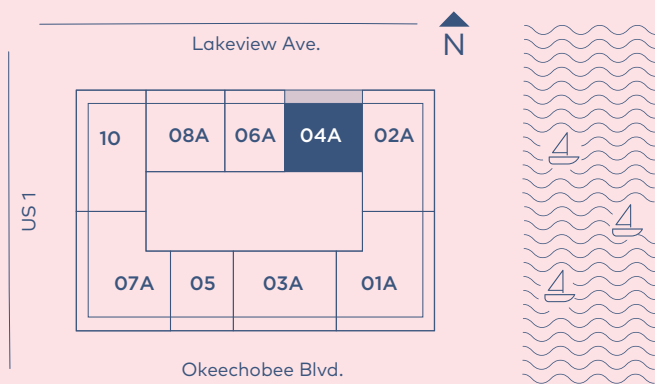 Lakeview Ave.
N
10
08A
06A
04A
02A
US 1
07A
05
03A
01A
Okeechobee Blvd.